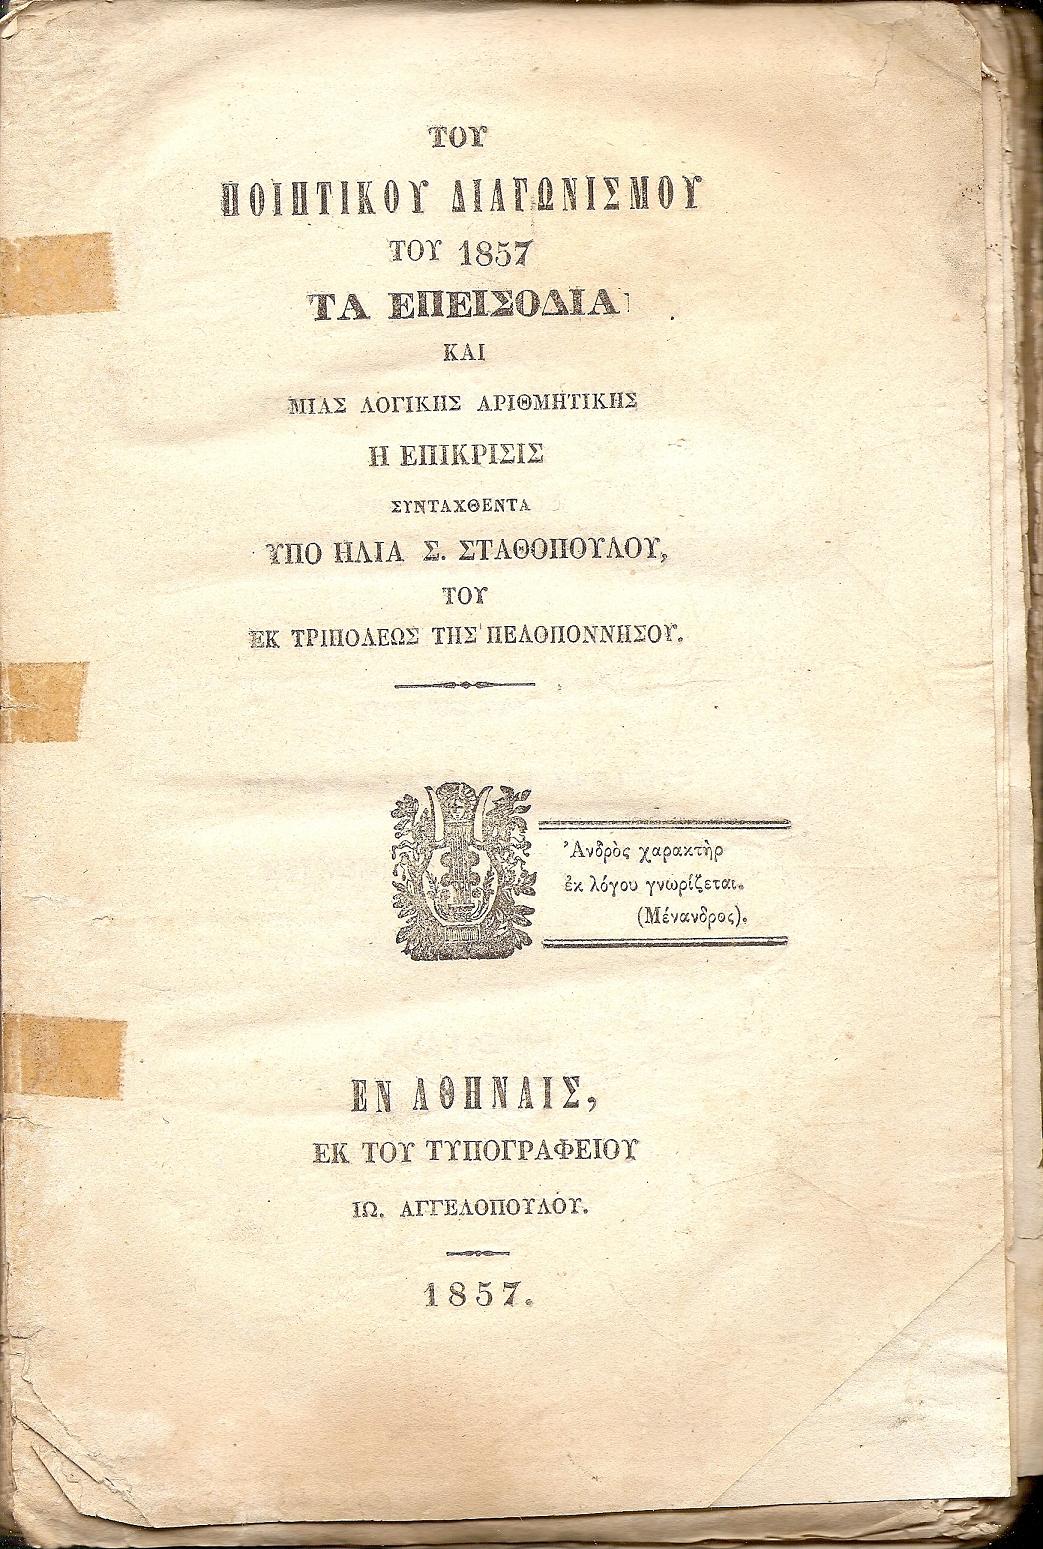 ΤΟΥ
ΠΟΙΗΤΙΚΟΥ ΔΙΑΓΩΝΙΣΜΟΥ
ΤΟΥ 1857
ΤΑ ΕΠΕΙΣΟΔΙΑ
ΚΑΙ
ΜΙΑΣ ΛΟΓΙΚΗΣ ΑΡΙΘΜΗΤΙΚΗΣ
Η ΕΠΙΚΡΙΣΙΣ
ΣΥΝΤΑΧΘΕΝΤΑ
ΥΠΟ ΗΛΙΑ Σ. ΣΤΑΘΟΠΟΥΛΟΥ,
ΤΟΥ
ΕΚ ΤΡΙΠΟΛΕΩΣ ΤΗΣ ΠΕΛΟΠΟΝΝΗΣΟΥ.
Ἀνδρὸς χαρακτὴρ
ἐκ λόγου γνωρίζεται.
(Μένανδρος).
ΕΝ ΑΘΗΝΑΙΣ,
ΕΚ ΤΟΥ ΤΥΠΟΓΡΑΦΕΙΟΥ
ΙΩ. ΑΓΓΕΛΟΠΟΥΛΟΥ.
1857.